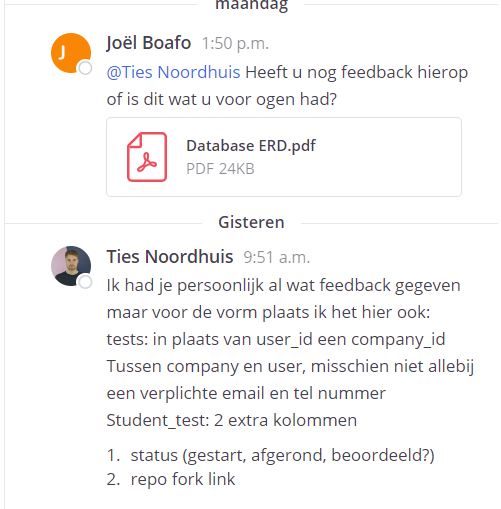 maandag
J
Joël Boafo 1:50 p.m.
@Ties Noordhuis Heeft u nog feedback hierop
of is dit wat u voor ogen had?
Database ERD.pdf
PDF 24KB
Gisteren
Ties Noordhuis 9:51 a.m.
Ik had je persoonlijk al wat feedback gegeven
maar voor de vorm plaats ik het hier ook:
tests: in plaats van user_id een company_id
Tussen company en user, misschien niet allebij
een verplichte email en tel nummer
Student_test: 2 extra kolommen
1. status (gestart, afgerond, beoordeeld?)
2. repo fork link